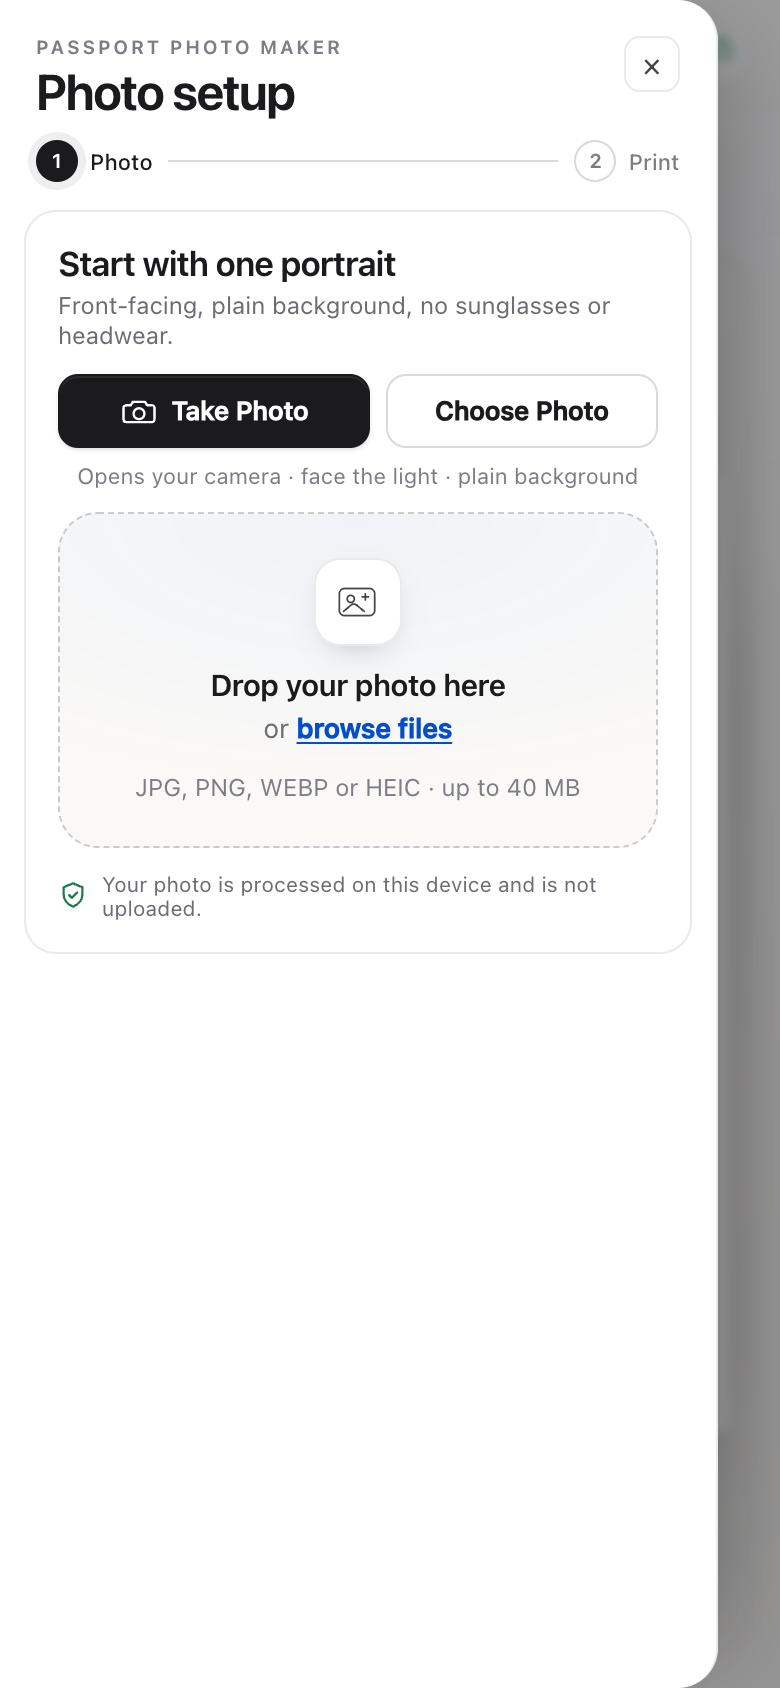 PASSPORT PHOTO MAKER
Photo setup
1 Photo
2 Print
Start with one portrait
Front-facing, plain background, no sunglasses or
headwear.
Take Photo
Choose Photo
Opens your camera · face the light · plain background
Drop your photo here
or browse files
JPG, PNG, WEBP or HEIC · up to 40 MB
Your photo is processed on this device and is not
uploaded.